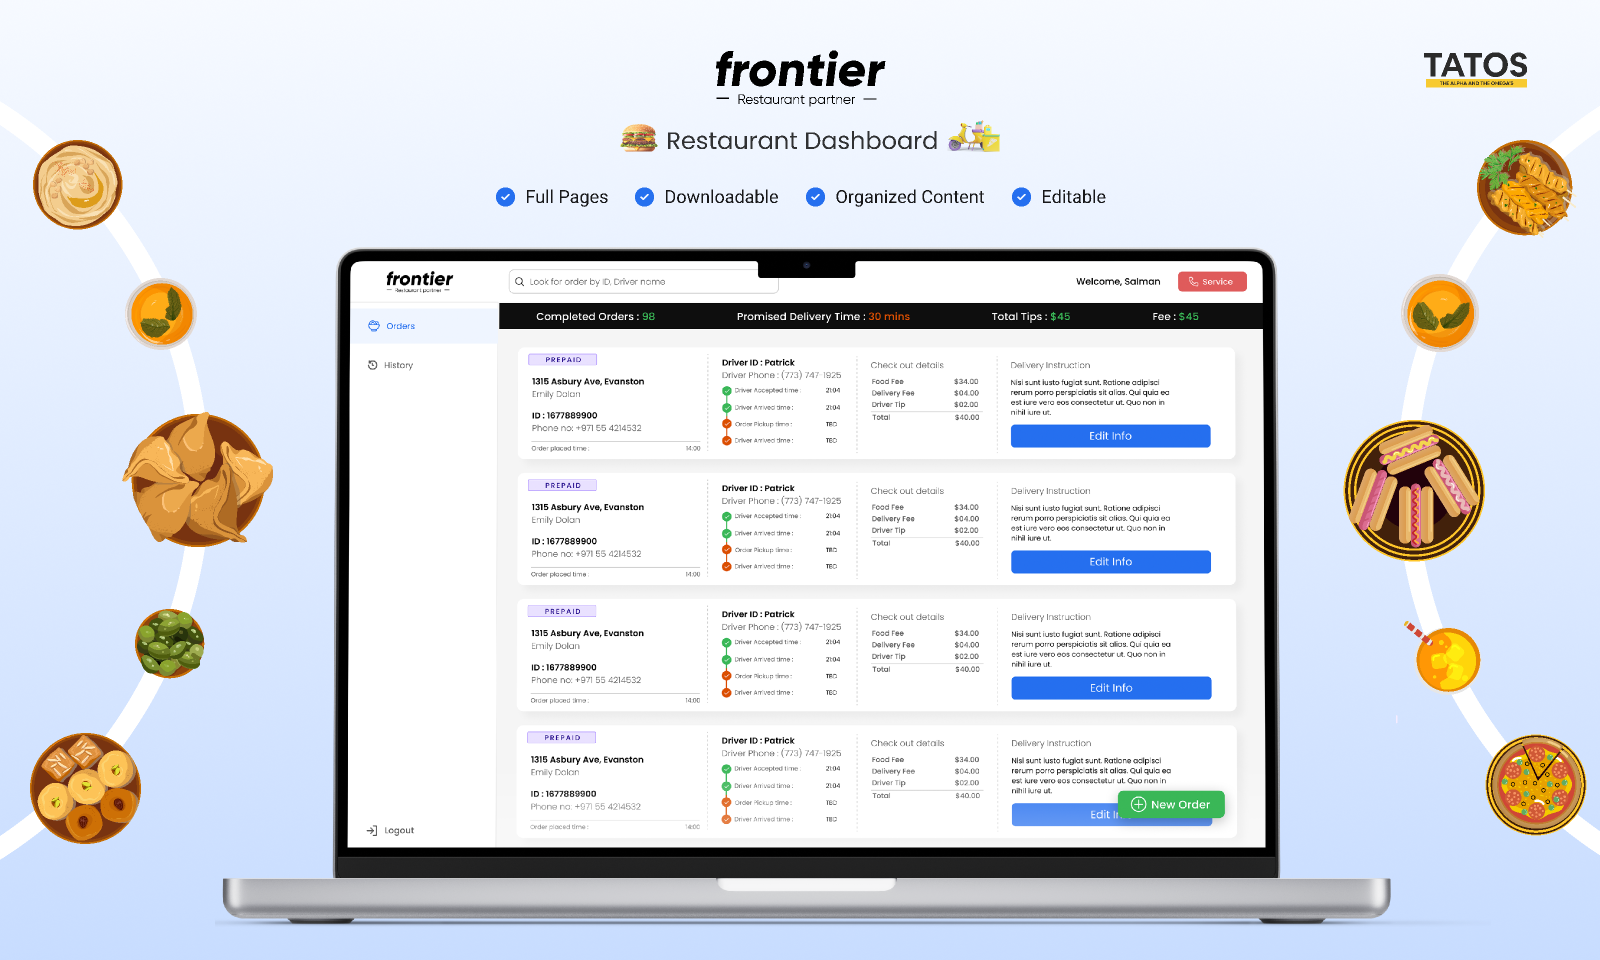 frontier
Restaurant partner
TATOS
THE ALPHA AND THE OMEGA'S
Restaurant Dashboard
Full Pages
Downloadable
Organized Content
Editable
frontier
Restaurant partner
Look for order by ID, Driver name
Welcome, Salman
Service
Orders
History
Logout
Completed Orders : 98
Promised Delivery Time : 30 mins
Total Tips : $45
Fee : $45
PREPAID
1315 Asbury Ave, Evanston
Emily Dolan
ID : 1677889900
Phone no: +971 55 4214532
Order placed time :
14:00
Driver ID : Patrick
Driver Phone : (773) 747-1925
Driver Accepted time :
21:04
Driver Arrived time :
21:04
Order Pickup time :
TBD
Driver Arrived time :
TBD
Check out details
Food Fee $34.00
Delivery Fee $04.00
Driver Tip $02.00
Total $40.00
Delivery Instruction
Nisi sunt iusto fugiat sunt. Ratione adipisci
rerum porro perspiciatis sit alias. Qui quia ea
est iure vero eos consectetur ut. Quo non in
nihil iure ut.
Edit Info
PREPAID
1315 Asbury Ave, Evanston
Emily Dolan
ID : 1677889900
Phone no: +971 55 4214532
Order placed time :
14:00
Driver ID : Patrick
Driver Phone : (773) 747-1925
Driver Accepted time :
21:04
Driver Arrived time :
21:04
Order Pickup time :
TBD
Driver Arrived time :
TBD
Check out details
Food Fee $34.00
Delivery Fee $04.00
Driver Tip $02.00
Total $40.00
Delivery Instruction
Nisi sunt iusto fugiat sunt. Ratione adipisci
rerum porro perspiciatis sit alias. Qui quia ea
est iure vero eos consectetur ut. Quo non in
nihil iure ut.
Edit Info
PREPAID
1315 Asbury Ave, Evanston
Emily Dolan
ID : 1677889900
Phone no: +971 55 4214532
Order placed time :
14:00
Driver ID : Patrick
Driver Phone : (773) 747-1925
Driver Accepted time :
21:04
Driver Arrived time :
21:04
Order Pickup time :
TBD
Driver Arrived time :
TBD
Check out details
Food Fee $34.00
Delivery Fee $04.00
Driver Tip $02.00
Total $40.00
Delivery Instruction
Nisi sunt iusto fugiat sunt. Ratione adipisci
rerum porro perspiciatis sit alias. Qui quia ea
est iure vero eos consectetur ut. Quo non in
nihil iure ut.
Edit Info
PREPAID
1315 Asbury Ave, Evanston
Emily Dolan
ID : 1677889900
Phone no: +971 55 4214532
Order placed time :
14:00
Driver ID : Patrick
Driver Phone : (773) 747-1925
Driver Accepted time :
21:04
Driver Arrived time :
21:04
Order Pickup time :
TBD
Driver Arrived time :
TBD
Check out details
Food Fee $34.00
Delivery Fee $04.00
Driver Tip $02.00
Total $40.00
Delivery Instruction
Nisi sunt iusto fugiat sunt. Ratione adipisci
rerum porro perspiciatis sit alias. Qui quia ea
est iure vero eos consectetur ut. Quo non in
nihil iure ut.
Edit
New Order